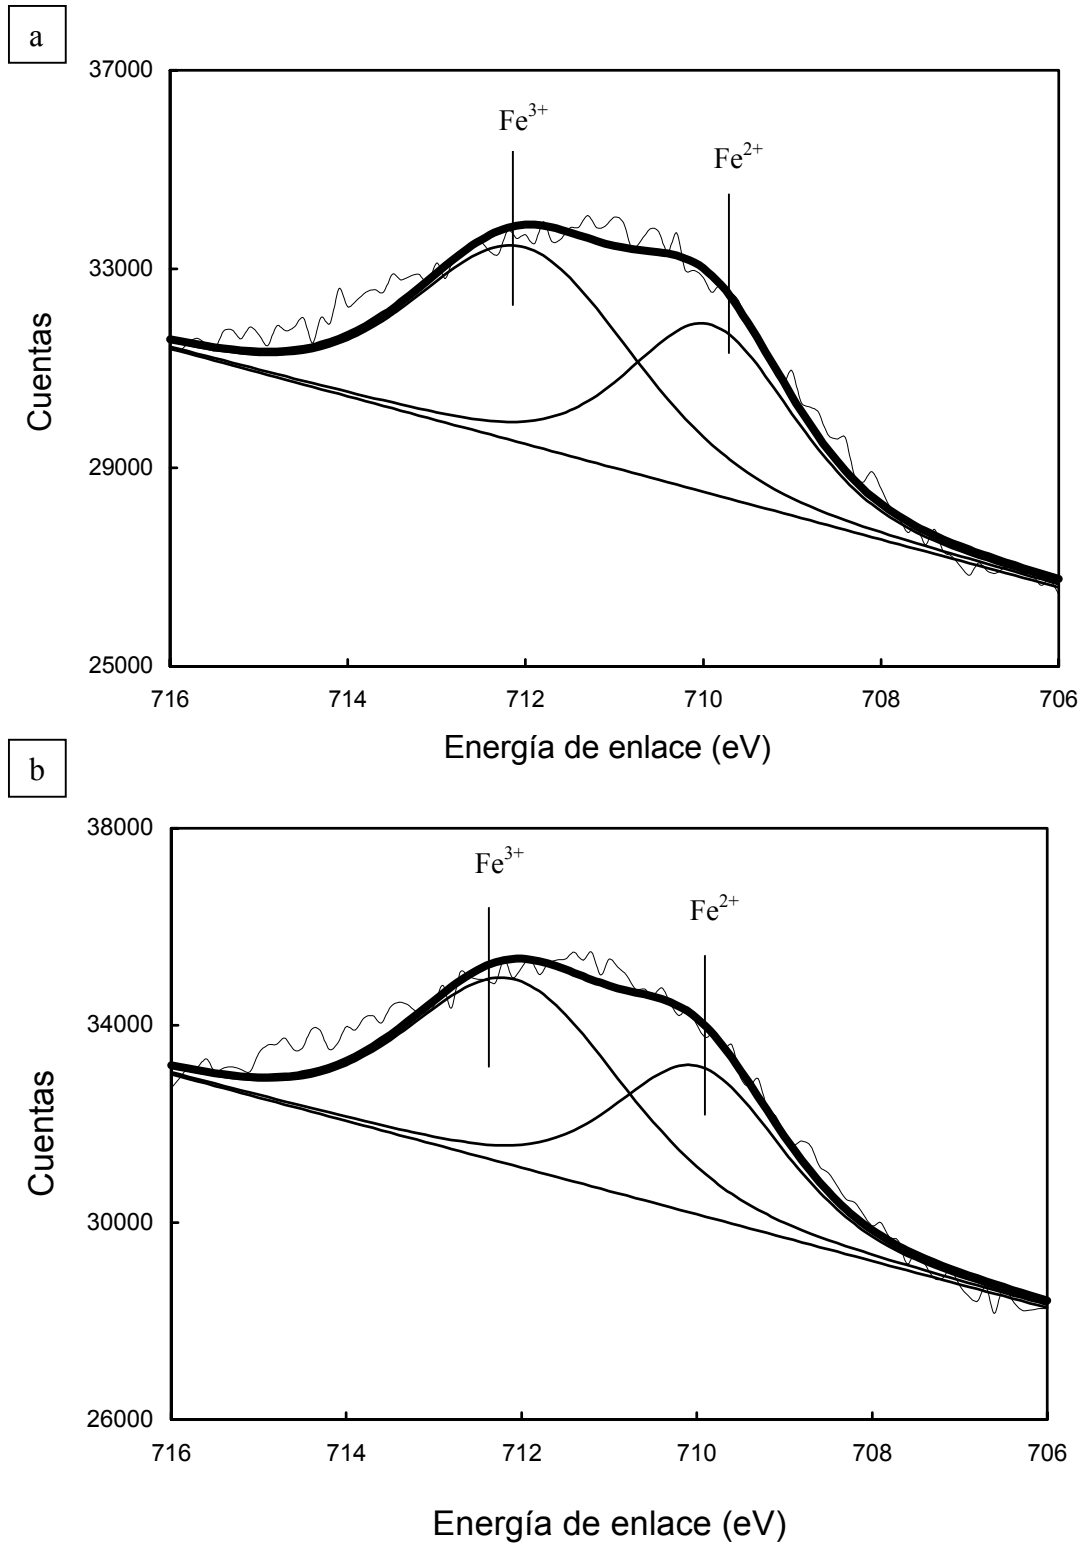 a
37000
Fe³⁺
Fe²⁺
33000
Cuentas
29000
25000
716 714 712 710 708 706
Energía de enlace (eV)
b
38000
Fe³⁺
Fe²⁺
34000
Cuentas
30000
26000
716 714 712 710 708 706
Energía de enlace (eV)